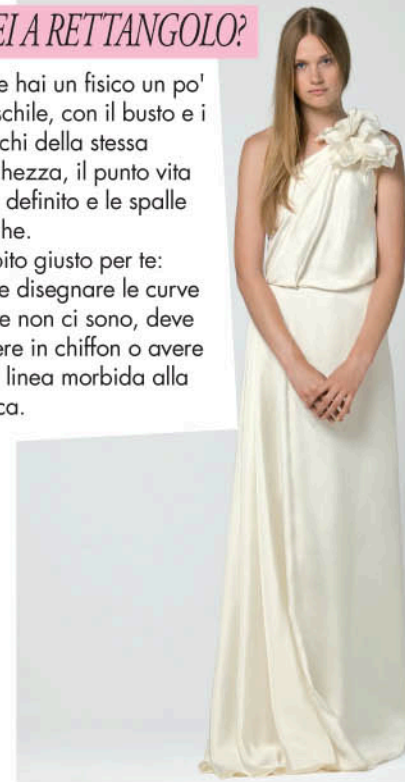 EI A RETTANGOLO?
e hai un fisico un po'
schile, con il busto e i
chi della stessa
hezza, il punto vita
definito e le spalle
he.
ito giusto per te:
e disegnare le curve
e non ci sono, deve
ere in chiffon o avere
linea morbida alla
ca.